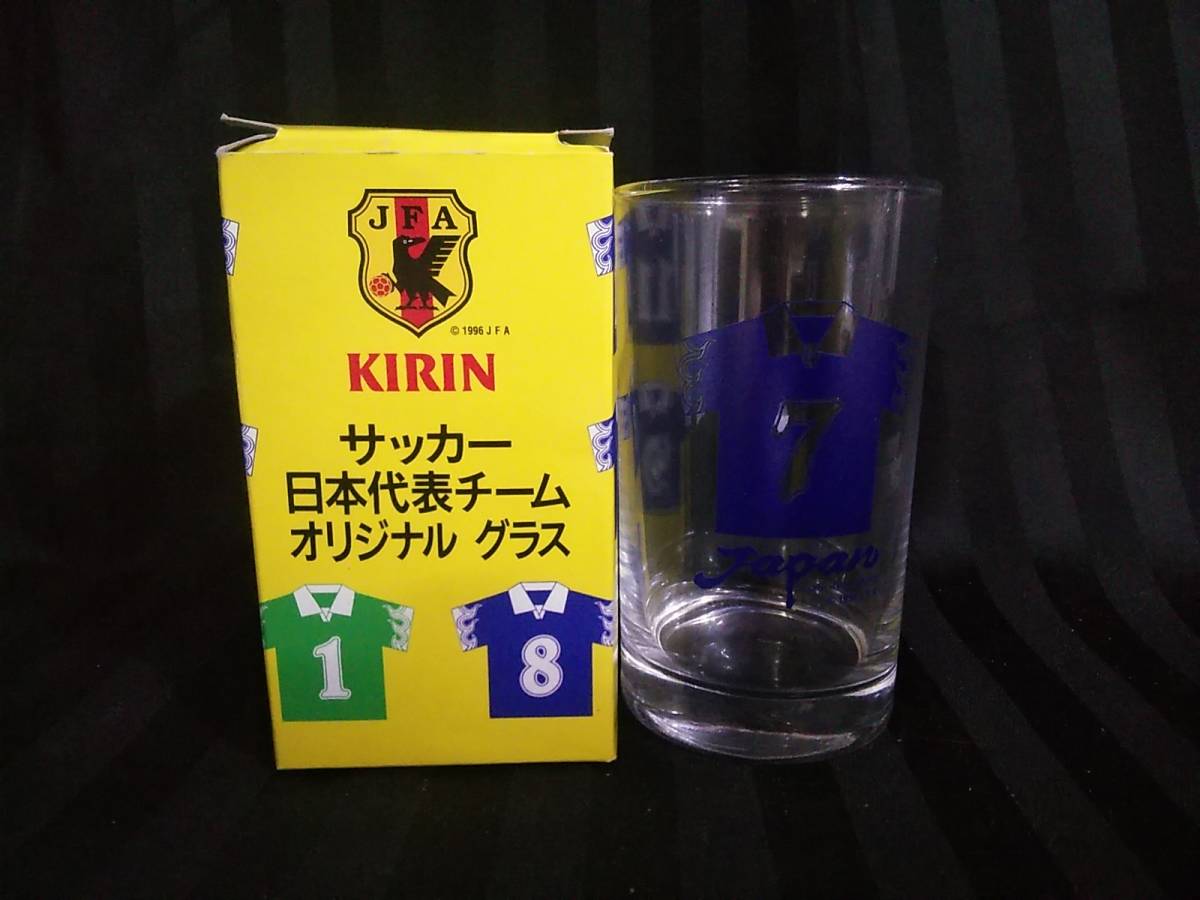 JFA
© 1996 J F A
KIRIN
サッカー
日本代表チーム
オリジナル グラス
1
8
7
Japan